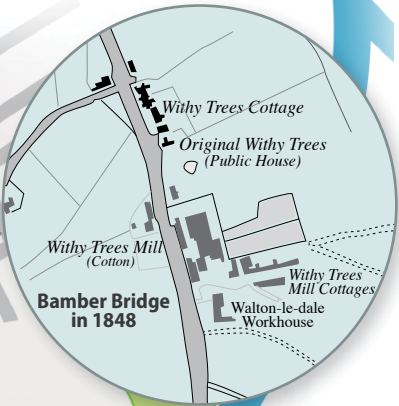 Withy Trees Cottage
Original Withy Trees
(Public House)
Withy Trees Mill
(Cotton)
Withy Trees
Mill Cottages
Bamber Bridge
in 1848
Walton-le-dale
Workhouse